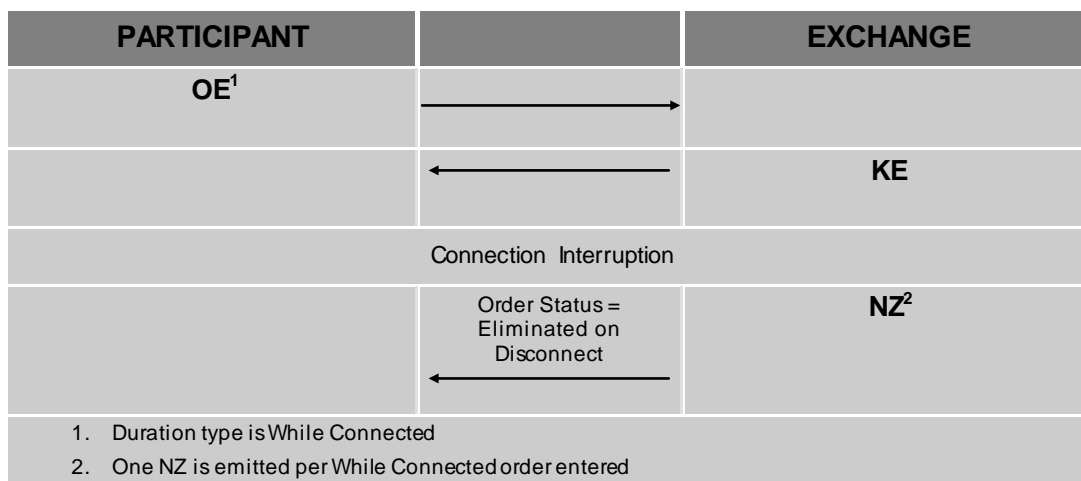 PARTICIPANT EXCHANGE
OE¹
KE
Connection Interruption
Order Status =
Eliminated on
Disconnect
NZ²
1. Duration type is While Connected
2. One NZ is emitted per While Connected order entered